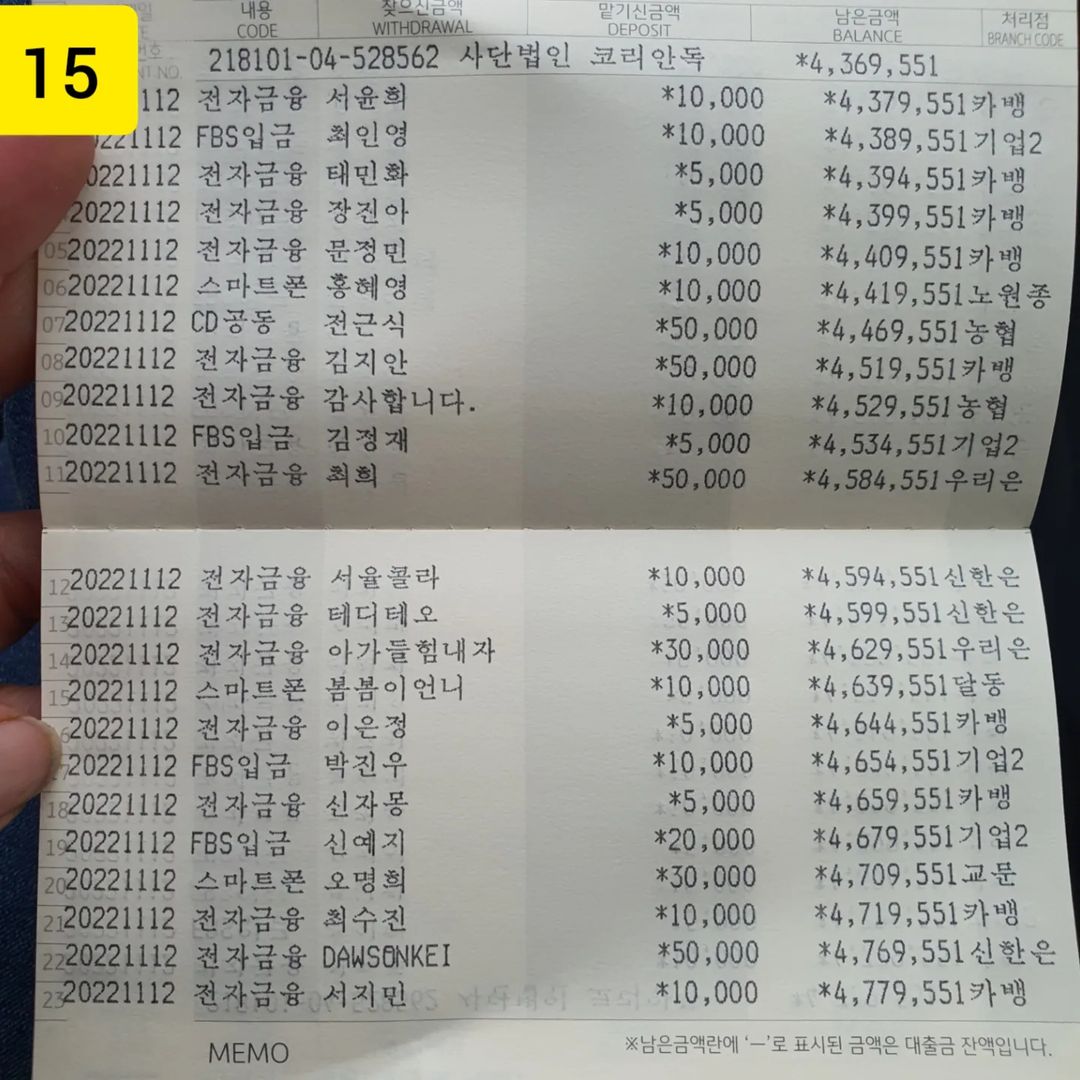 15
내용 찾으신금액 맡기신금액 남은금액 처리점
CODE WITHDRAWAL DEPOSIT BALANCE BRANCH CODE
218101-04-528562 사단법인 코리안독 *4,369,551
112 전자금융 서윤희 *10,000 *4,379,551카뱅
20221112 FBS입금 최인영 *10,000 *4,389,551기업2
20221112 전자금융 태민화 *5,000 *4,394,551카뱅
20221112 전자금융 장진아 *5,000 *4,399,551카뱅
05 20221112 전자금융 문정민 *10,000 *4,409,551카뱅
06 20221112 스마트폰 홍혜영 *10,000 *4,419,551노원종
07 20221112 CD공동 전근식 *50,000 *4,469,551농협
08 20221112 전자금융 김지안 *50,000 *4,519,551카뱅
09 20221112 전자금융 감사합니다. *10,000 *4,529,551농협
10 20221112 FBS입금 김정재 *5,000 *4,534,551기업2
11 20221112 전자금융 최희 *50,000 *4,584,551우리은
12 20221112 전자금융 서율콜라 *10,000 *4,594,551신한은
13 20221112 전자금융 테디테오 *5,000 *4,599,551신한은
14 20221112 전자금융 아가들힘내자 *30,000 *4,629,551우리은
15 20221112 스마트폰 봄봄이언니 *10,000 *4,639,551달동
20221112 전자금융 이은정 *5,000 *4,644,551카뱅
20221112 FBS입금 박진우 *10,000 *4,654,551기업2
18 20221112 전자금융 신자몽 *5,000 *4,659,551카뱅
19 20221112 FBS입금 신예지 *20,000 *4,679,551기업2
20 20221112 스마트폰 오명희 *30,000 *4,709,551교문
21 20221112 전자금융 최수진 *10,000 *4,719,551카뱅
22 20221112 전자금융 DAWSONKEI *50,000 *4,769,551신한은
23 20221112 전자금융 서지민 *10,000 *4,779,551카뱅
MEMO ※남은금액란에 ‘—’로 표시된 금액은 대출금 잔액입니다.